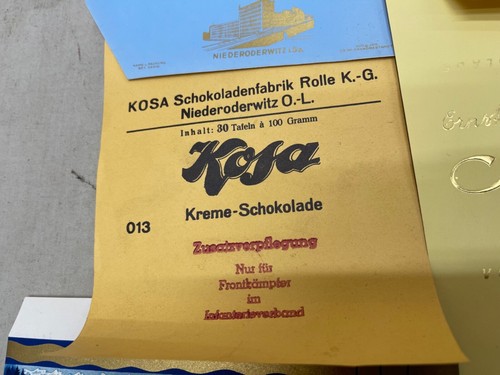 NIEDERODERWITZ O.-L.
KOSA Schokoladenfabrik Rolle K.-G.
Niederoderwitz O.-L.
Inhalt: 30 Tafeln à 100 Gramm
Kosa
Kreme-Schokolade
013
Zusatzverpflegung
Nur für
Frontkämpfer
im
Infanterieverband